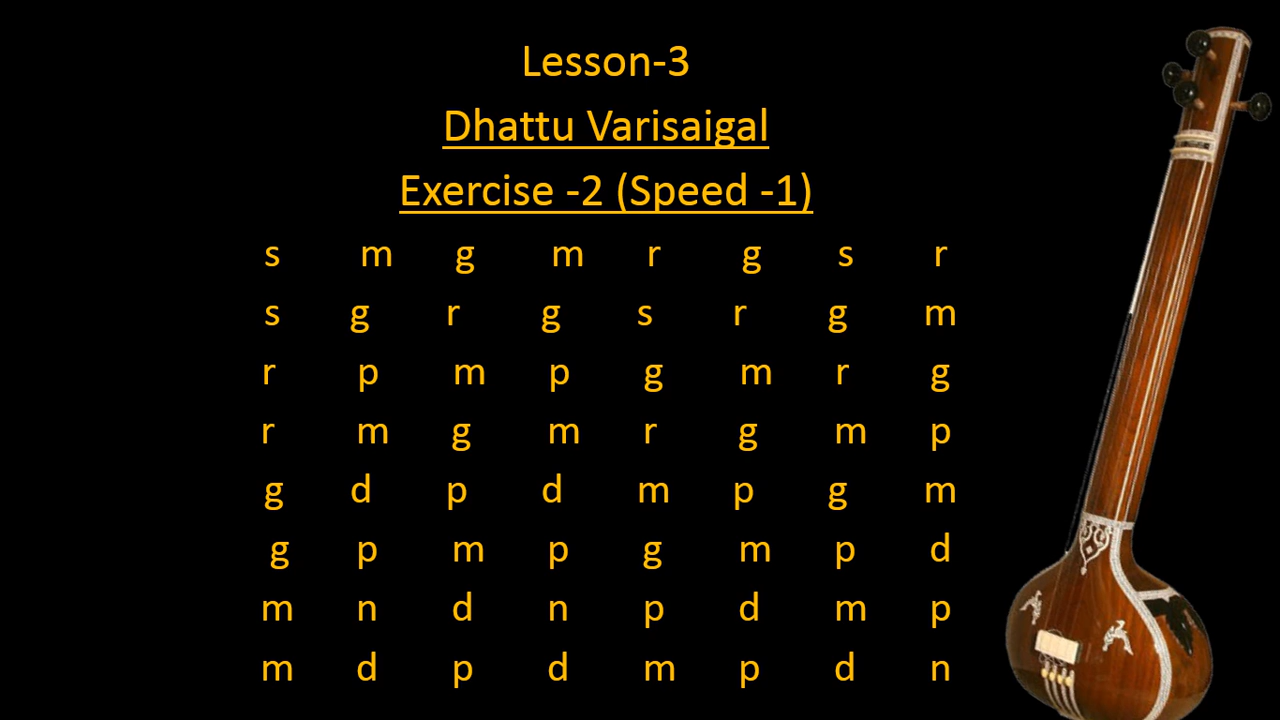 Lesson-3
Dhattu Varisaigal
Exercise -2 (Speed -1)
s m g m r g s r
s g r g s r g m
r p m p g m r g
r m g m r g m p
g d p d m p g m
g p m p g m p d
m n d n p d m p
m d p d m p d n